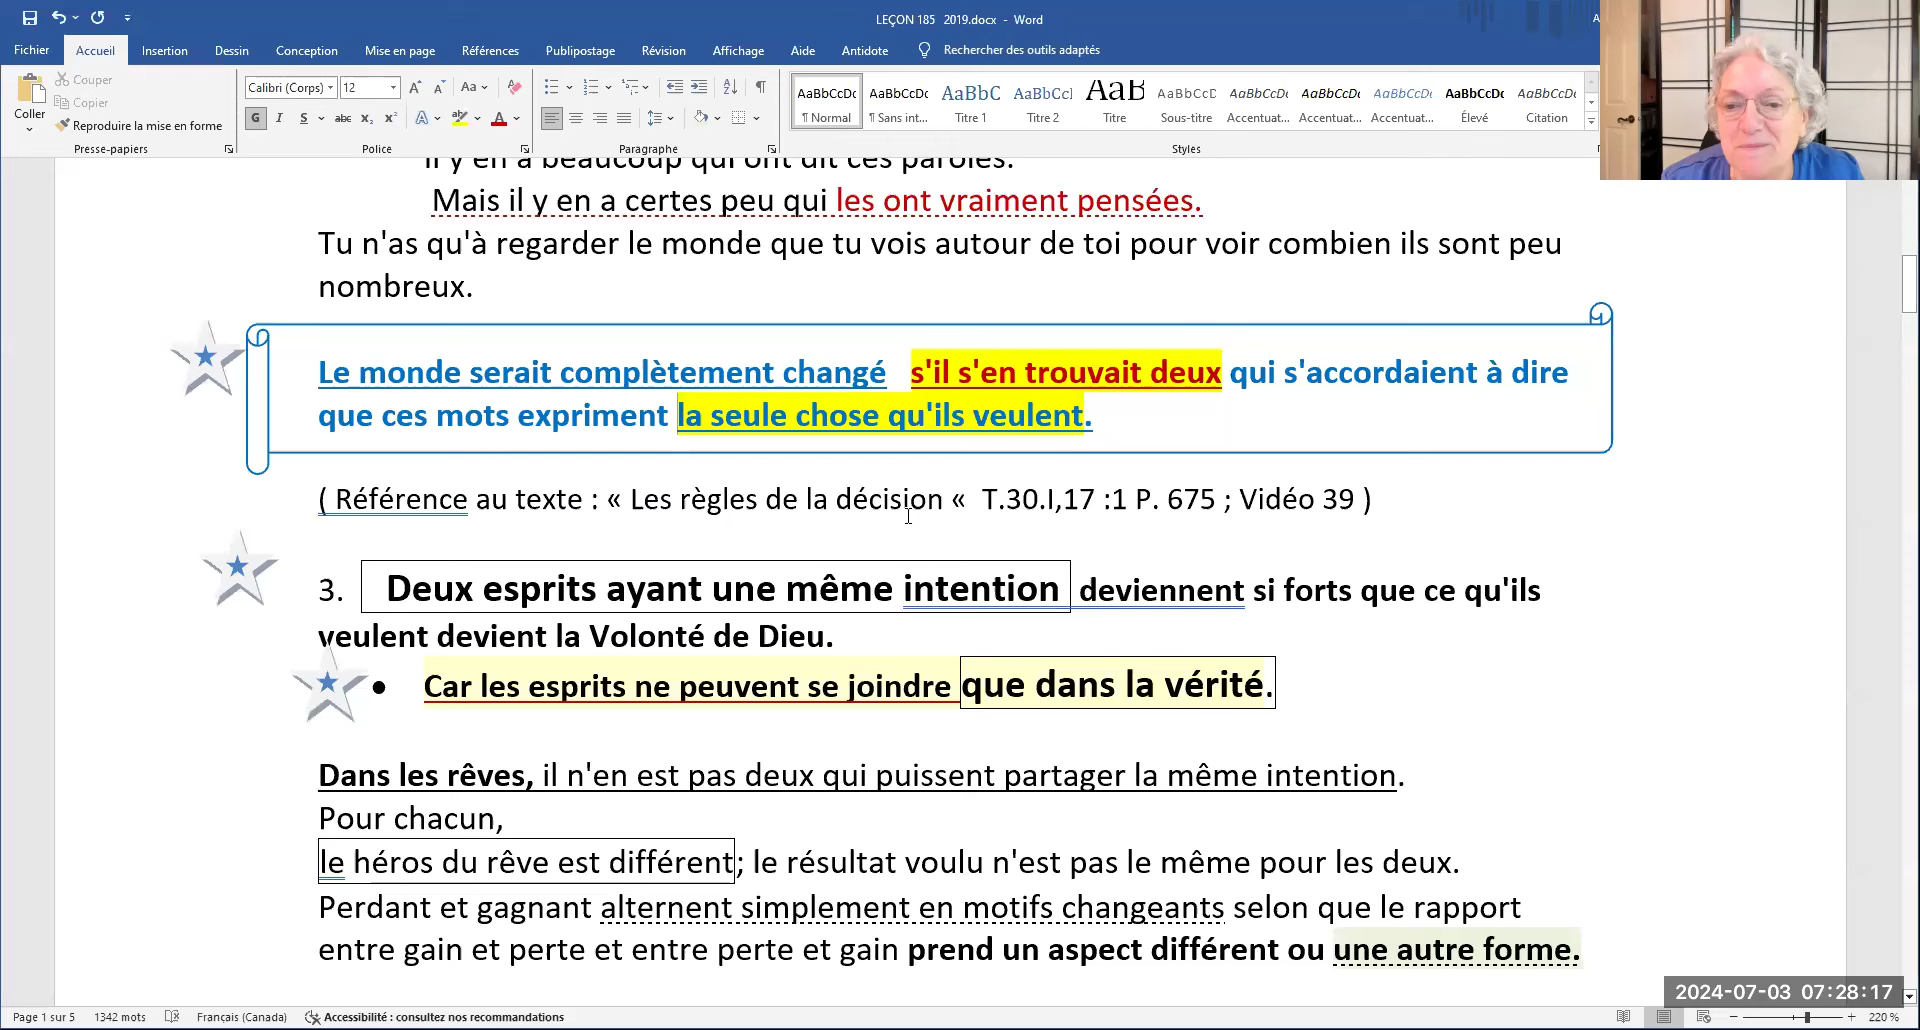 LEÇON 185 2019.docx - Word
Fichier Accueil Insertion Dessin Conception Mise en page Références Publipostage Révision Affichage Aide Antidote Rechercher des outils adaptés
Couper
Copier
Coller
Reproduire la mise en forme
Calibri (Corps) 12
AaBbCcDc AaBbCcDc AaBbC AaBbCcI AaBb AaBbCcD AaBbCcDc AaBbCcDc AaBbCcDc AaBbCcDc AaBbCcDc
¶ Normal ¶ Sans int... Titre 1 Titre 2 Titre Sous-titre Accentuat... Accentuat... Accentuat... Élevé Citation
Presse-papiers Police Paragraphe Styles
Il y en a beaucoup qui ont dit ces paroles.
Mais il y en a certes peu qui les ont vraiment pensées.
Tu n'as qu'à regarder le monde que tu vois autour de toi pour voir combien ils sont peu
nombreux.
Le monde serait complètement changé s'il s'en trouvait deux qui s'accordaient à dire
que ces mots expriment la seule chose qu'ils veulent.
( Référence au texte : « Les règles de la décision « T.30.I,17 :1 P. 675 ; Vidéo 39 )
3. Deux esprits ayant une même intention deviennent si forts que ce qu'ils
veulent devient la Volonté de Dieu.
• Car les esprits ne peuvent se joindre que dans la vérité.
Dans les rêves, il n'en est pas deux qui puissent partager la même intention.
Pour chacun,
le héros du rêve est différent; le résultat voulu n'est pas le même pour les deux.
Perdant et gagnant alternent simplement en motifs changeants selon que le rapport
entre gain et perte et entre perte et gain prend un aspect différent ou une autre forme.
2024-07-03 07:28:17
Page 1 sur 5 1342 mots Français (Canada) Accessibilité : consultez nos recommandations 220 %